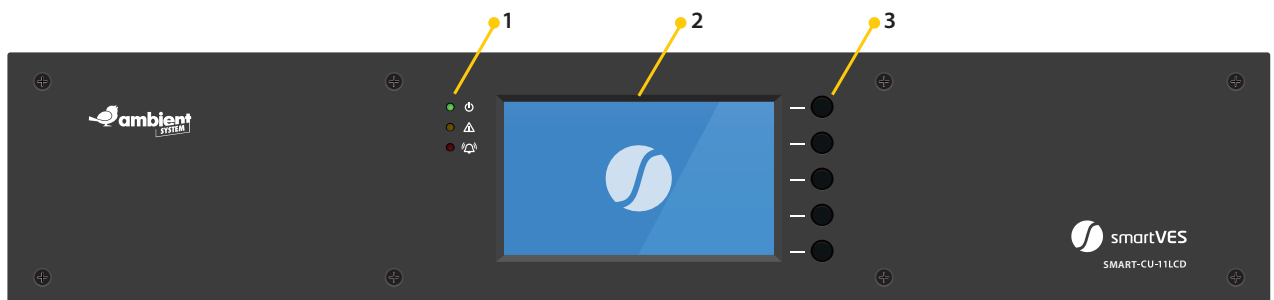 1
2
3
ambient
SYSTEM
smartVES
SMART-CU-11LCD